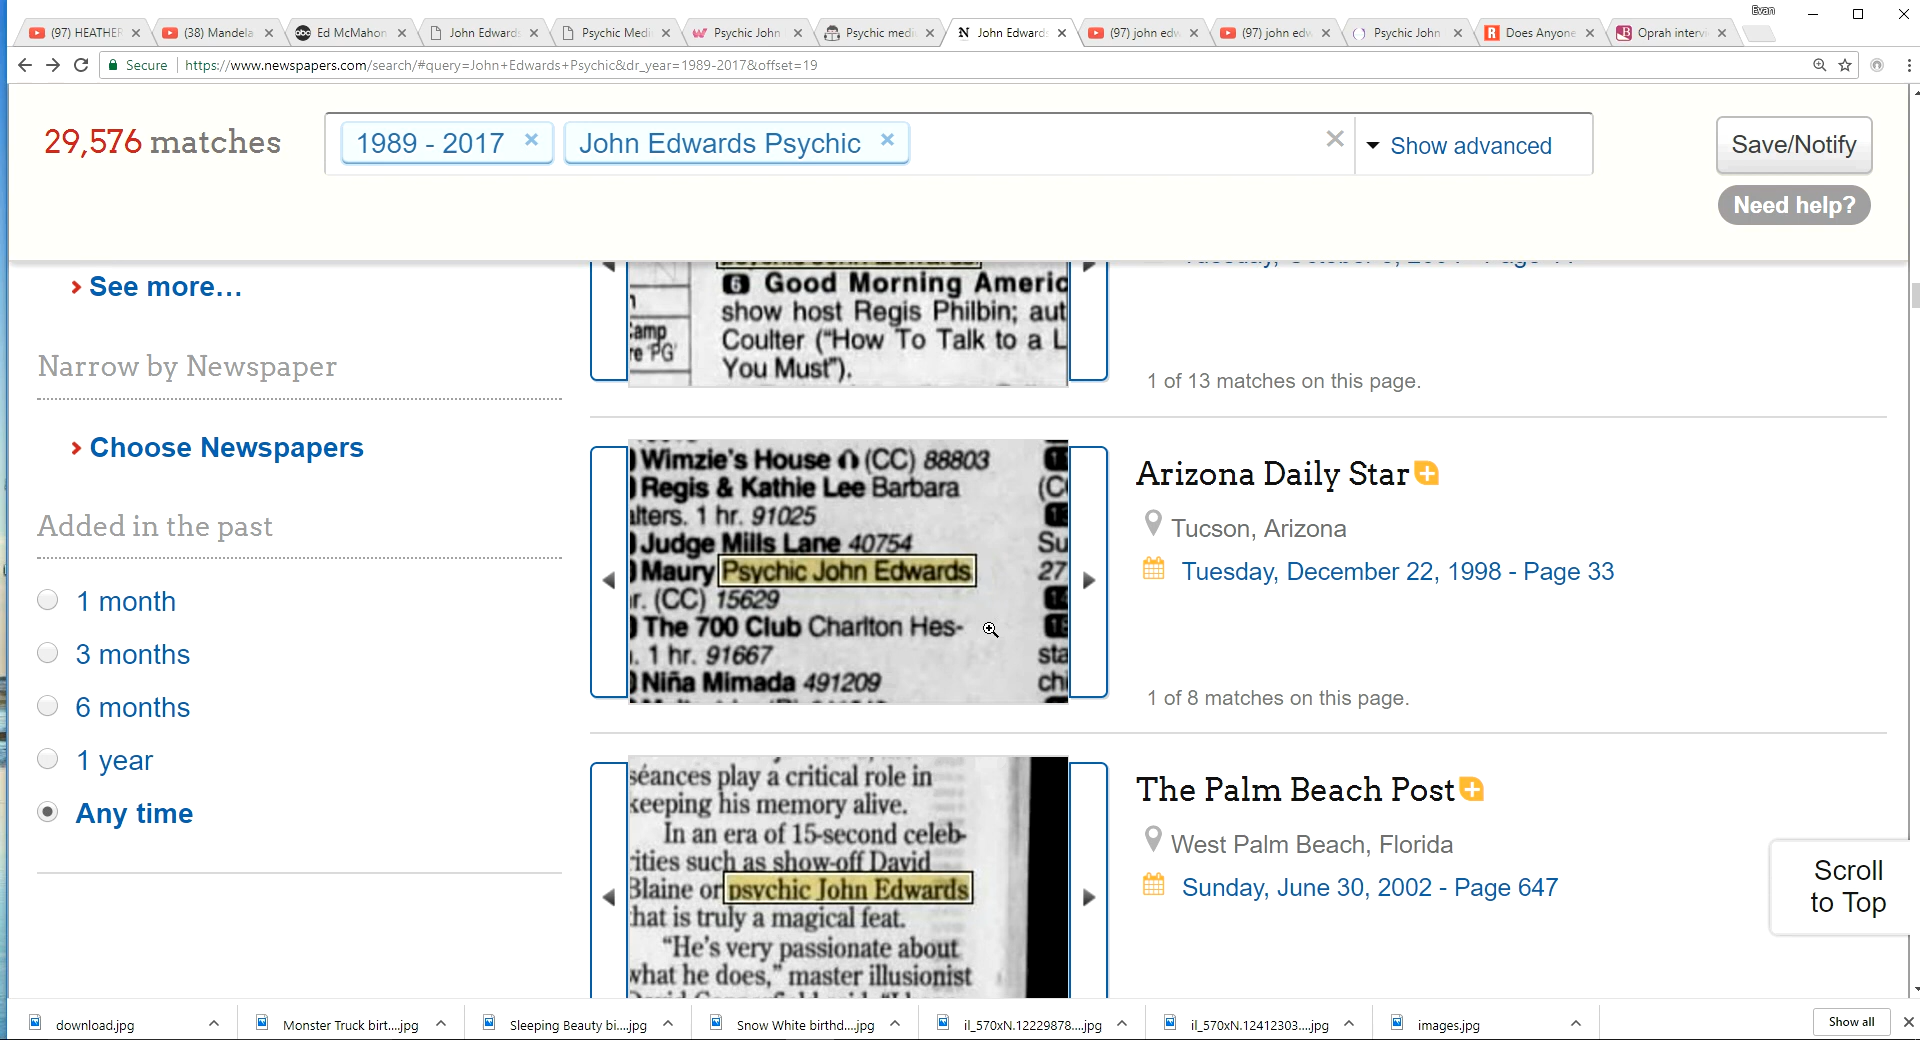 Evan
(97) HEATHER
(38) Mandela
Ed McMahon
John Edwards
Psychic Medi
Psychic John
Psychic medi
John Edwards
(97) john edw
(97) john edw
Psychic John
Does Anyone
Oprah intervi
Secure
https://www.newspapers.com/search/#query=John+Edwards+Psychic&dr_year=1989-2017&offset=19
29,576 matches
1989 - 2017
John Edwards Psychic
Show advanced
Save/Notify
Need help?
See more…
Narrow by Newspaper
Choose Newspapers
Added in the past
1 month
3 months
6 months
1 year
Any time
6 Good Morning Americ
show host Regis Philbin; aut
Coulter ("How To Talk to a L
You Must").
amp
re 'PG'
1 of 13 matches on this page.
Wimzie's House (CC) 88803
Regis & Kathie Lee Barbara
lters. 1 hr. 91025
Judge Mills Lane 40754
Maury Psychic John Edwards
r. (CC) 15629
The 700 Club Charlton Hes-
. 1 hr. 91667
Niña Mimada 491209
(C
Su
27
sta
ch
Arizona Daily Star
Tucson, Arizona
Tuesday, December 22, 1998 - Page 33
1 of 8 matches on this page.
séances play a critical role in
keeping his memory alive.
In an era of 15-second celeb-
rities such as show-off David
Blaine or psychic John Edwards
hat is truly a magical feat.
"He's very passionate about
what he does," master illusionist
The Palm Beach Post
West Palm Beach, Florida
Sunday, June 30, 2002 - Page 647
Scroll
to Top
download.jpg
Monster Truck birt....jpg
Sleeping Beauty bi....jpg
Snow White birthd....jpg
il_570xN.12229878....jpg
il_570xN.12412303....jpg
images.jpg
Show all